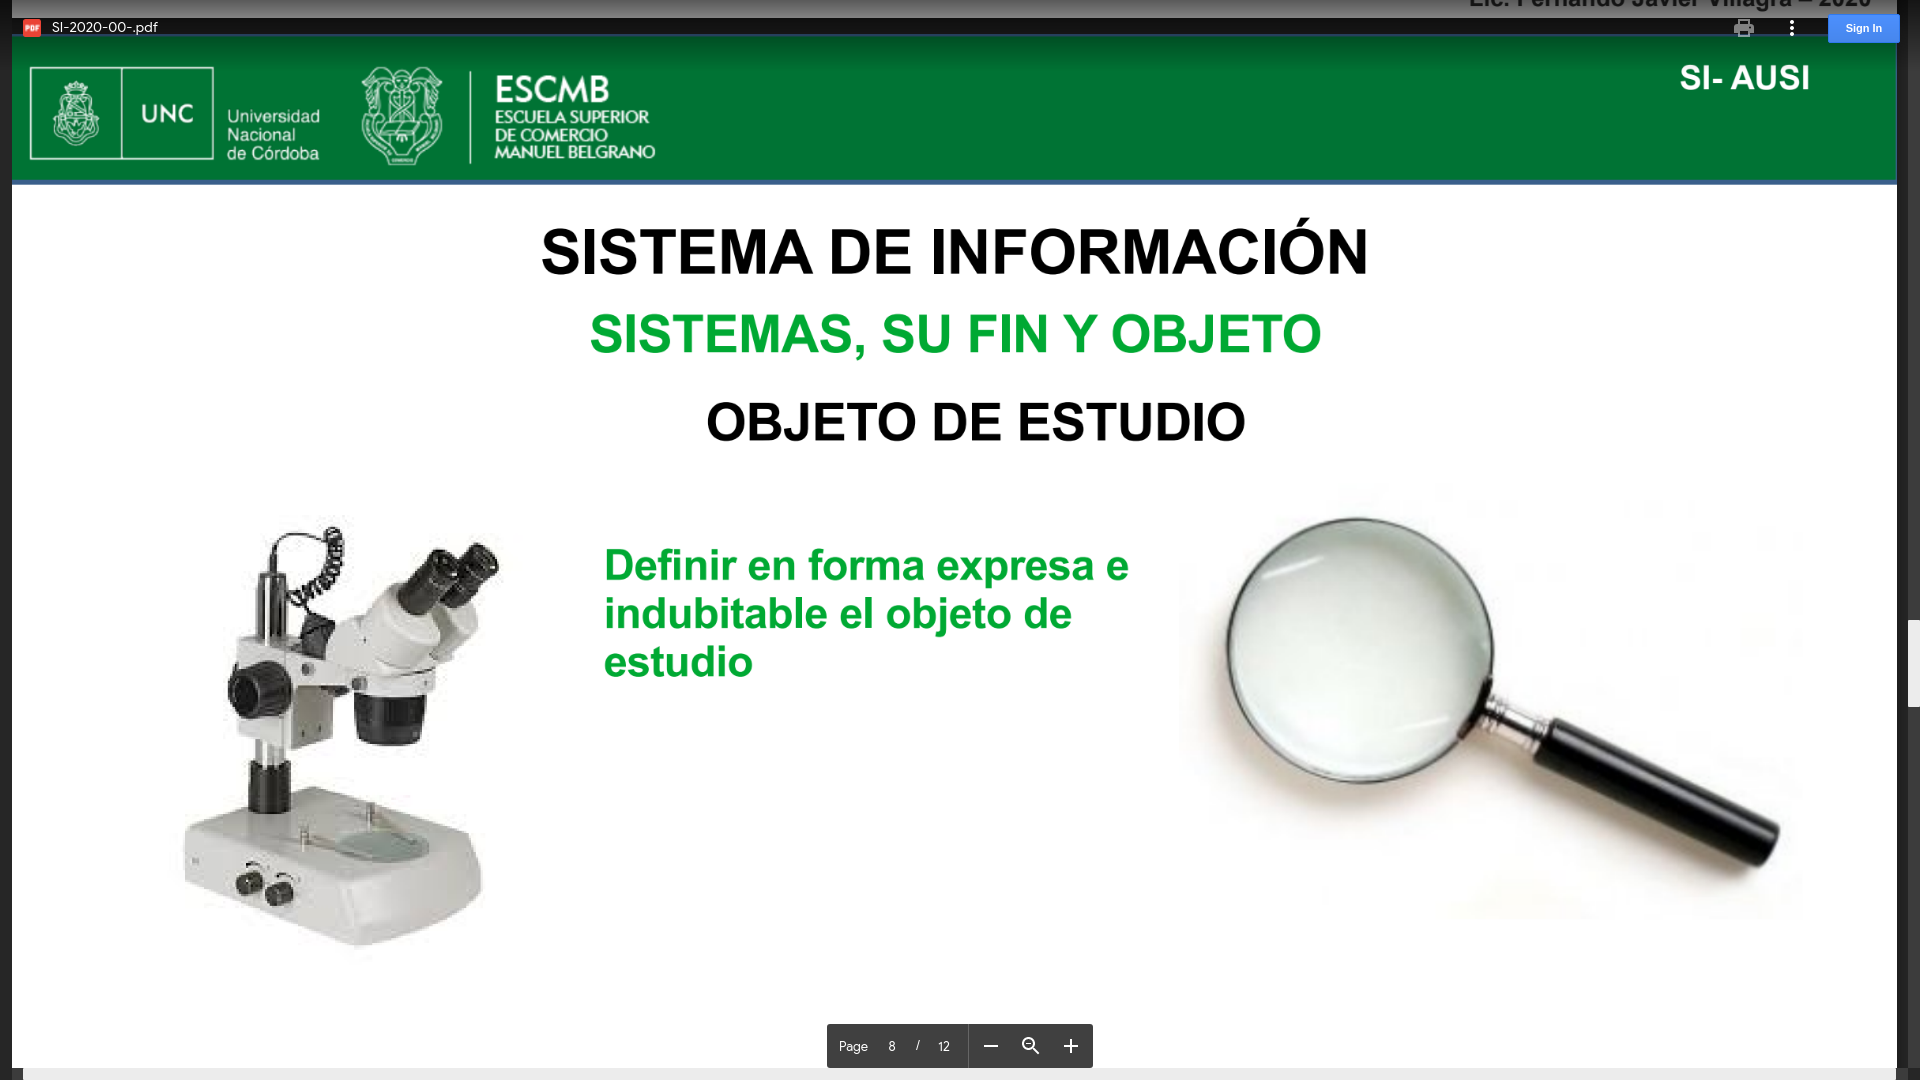 Lic. Fernando Javier Villagra – 2020
PDF SI-2020-00-.pdf
Sign In
SI- AUSI
UNC
Universidad
Nacional
de Córdoba
ESCMB
ESCUELA SUPERIOR
DE COMERCIO
MANUEL BELGRANO
SISTEMA DE INFORMACIÓN
SISTEMAS, SU FIN Y OBJETO
OBJETO DE ESTUDIO
Definir en forma expresa e
indubitable el objeto de
estudio
Page 8 / 12